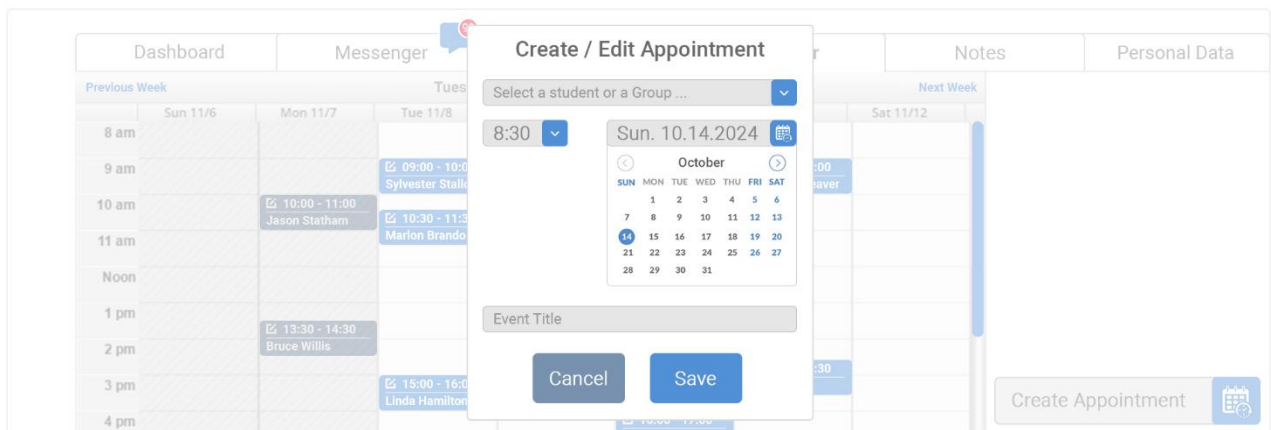 Dashboard
Messenger
Notes
Personal Data
Previous Week
Tues
Next Week
Sun 11/6
Mon 11/7
Tue 11/8
Sat 11/12
8 am
9 am
10 am
11 am
Noon
1 pm
2 pm
3 pm
4 pm
10:00 - 11:00
Jason Statham
13:30 - 14:30
Bruce Willis
09:00 - 10:0
Sylvester Stall
10:30 - 11:3
Marlon Brando
15:00 - 16:0
Linda Hamilton
Create / Edit Appointment
Select a student or a Group ...
8:30
Sun. 10.14.2024
October
SUN MON TUE WED THU FRI SAT
1 2 3 4 5 6
7 8 9 10 11 12 13
14 15 16 17 18 19 20
21 22 23 24 25 26 27
28 29 30 31
Event Title
Cancel
Save
:00
eaver
:30
Create Appointment